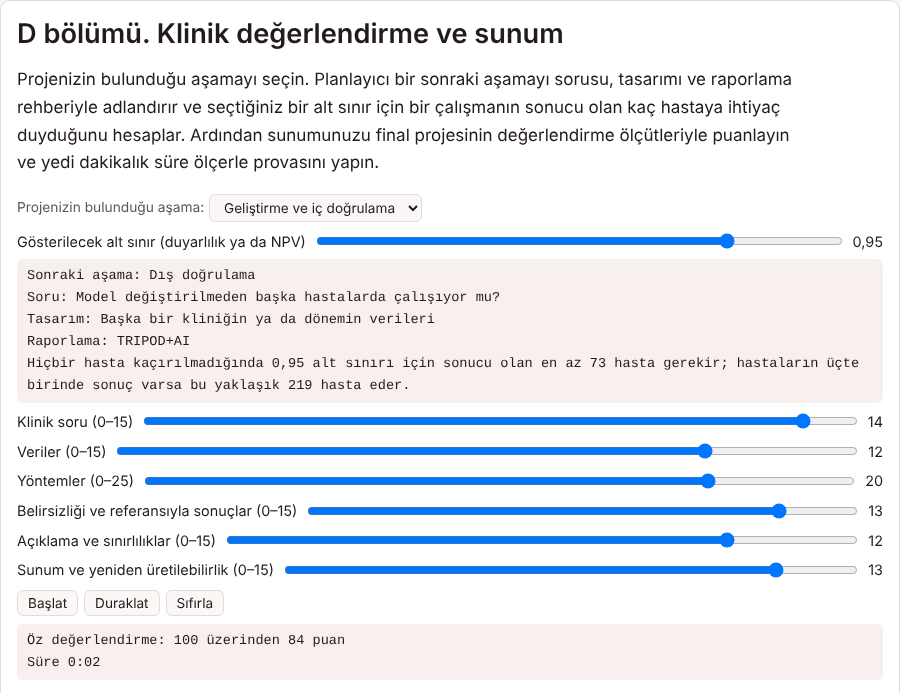 D bölümü. Klinik değerlendirme ve sunum
Projenizin bulunduğu aşamayı seçin. Planlayıcı bir sonraki aşamayı sorusu, tasarımı ve raporlama
rehberiyle adlandırır ve seçtiğiniz bir alt sınır için bir çalışmanın sonucu olan kaç hastaya ihtiyaç
duyduğunu hesaplar. Ardından sunumunuzu final projesinin değerlendirme ölçütleriyle puanlayın
ve yedi dakikalık süre ölçerle provasını yapın.
Projenizin bulunduğu aşama: Geliştirme ve iç doğrulama
Gösterilecek alt sınır (duyarlılık ya da NPV) 0,95
Sonraki aşama: Dış doğrulama
Soru: Model değiştirilmeden başka hastalarda çalışıyor mu?
Tasarım: Başka bir kliniğin ya da dönemin verileri
Raporlama: TRIPOD+AI
Hiçbir hasta kaçırılmadığında 0,95 alt sınırı için sonucu olan en az 73 hasta gerekir; hastaların üçte
birinde sonuç varsa bu yaklaşık 219 hasta eder.
Klinik soru (0–15) 14
Veriler (0–15) 12
Yöntemler (0–25) 20
Belirsizliği ve referansıyla sonuçlar (0–15) 13
Açıklama ve sınırlılıklar (0–15) 12
Sunum ve yeniden üretilebilirlik (0–15) 13
Başlat Duraklat Sıfırla
Öz değerlendirme: 100 üzerinden 84 puan
Süre 0:02